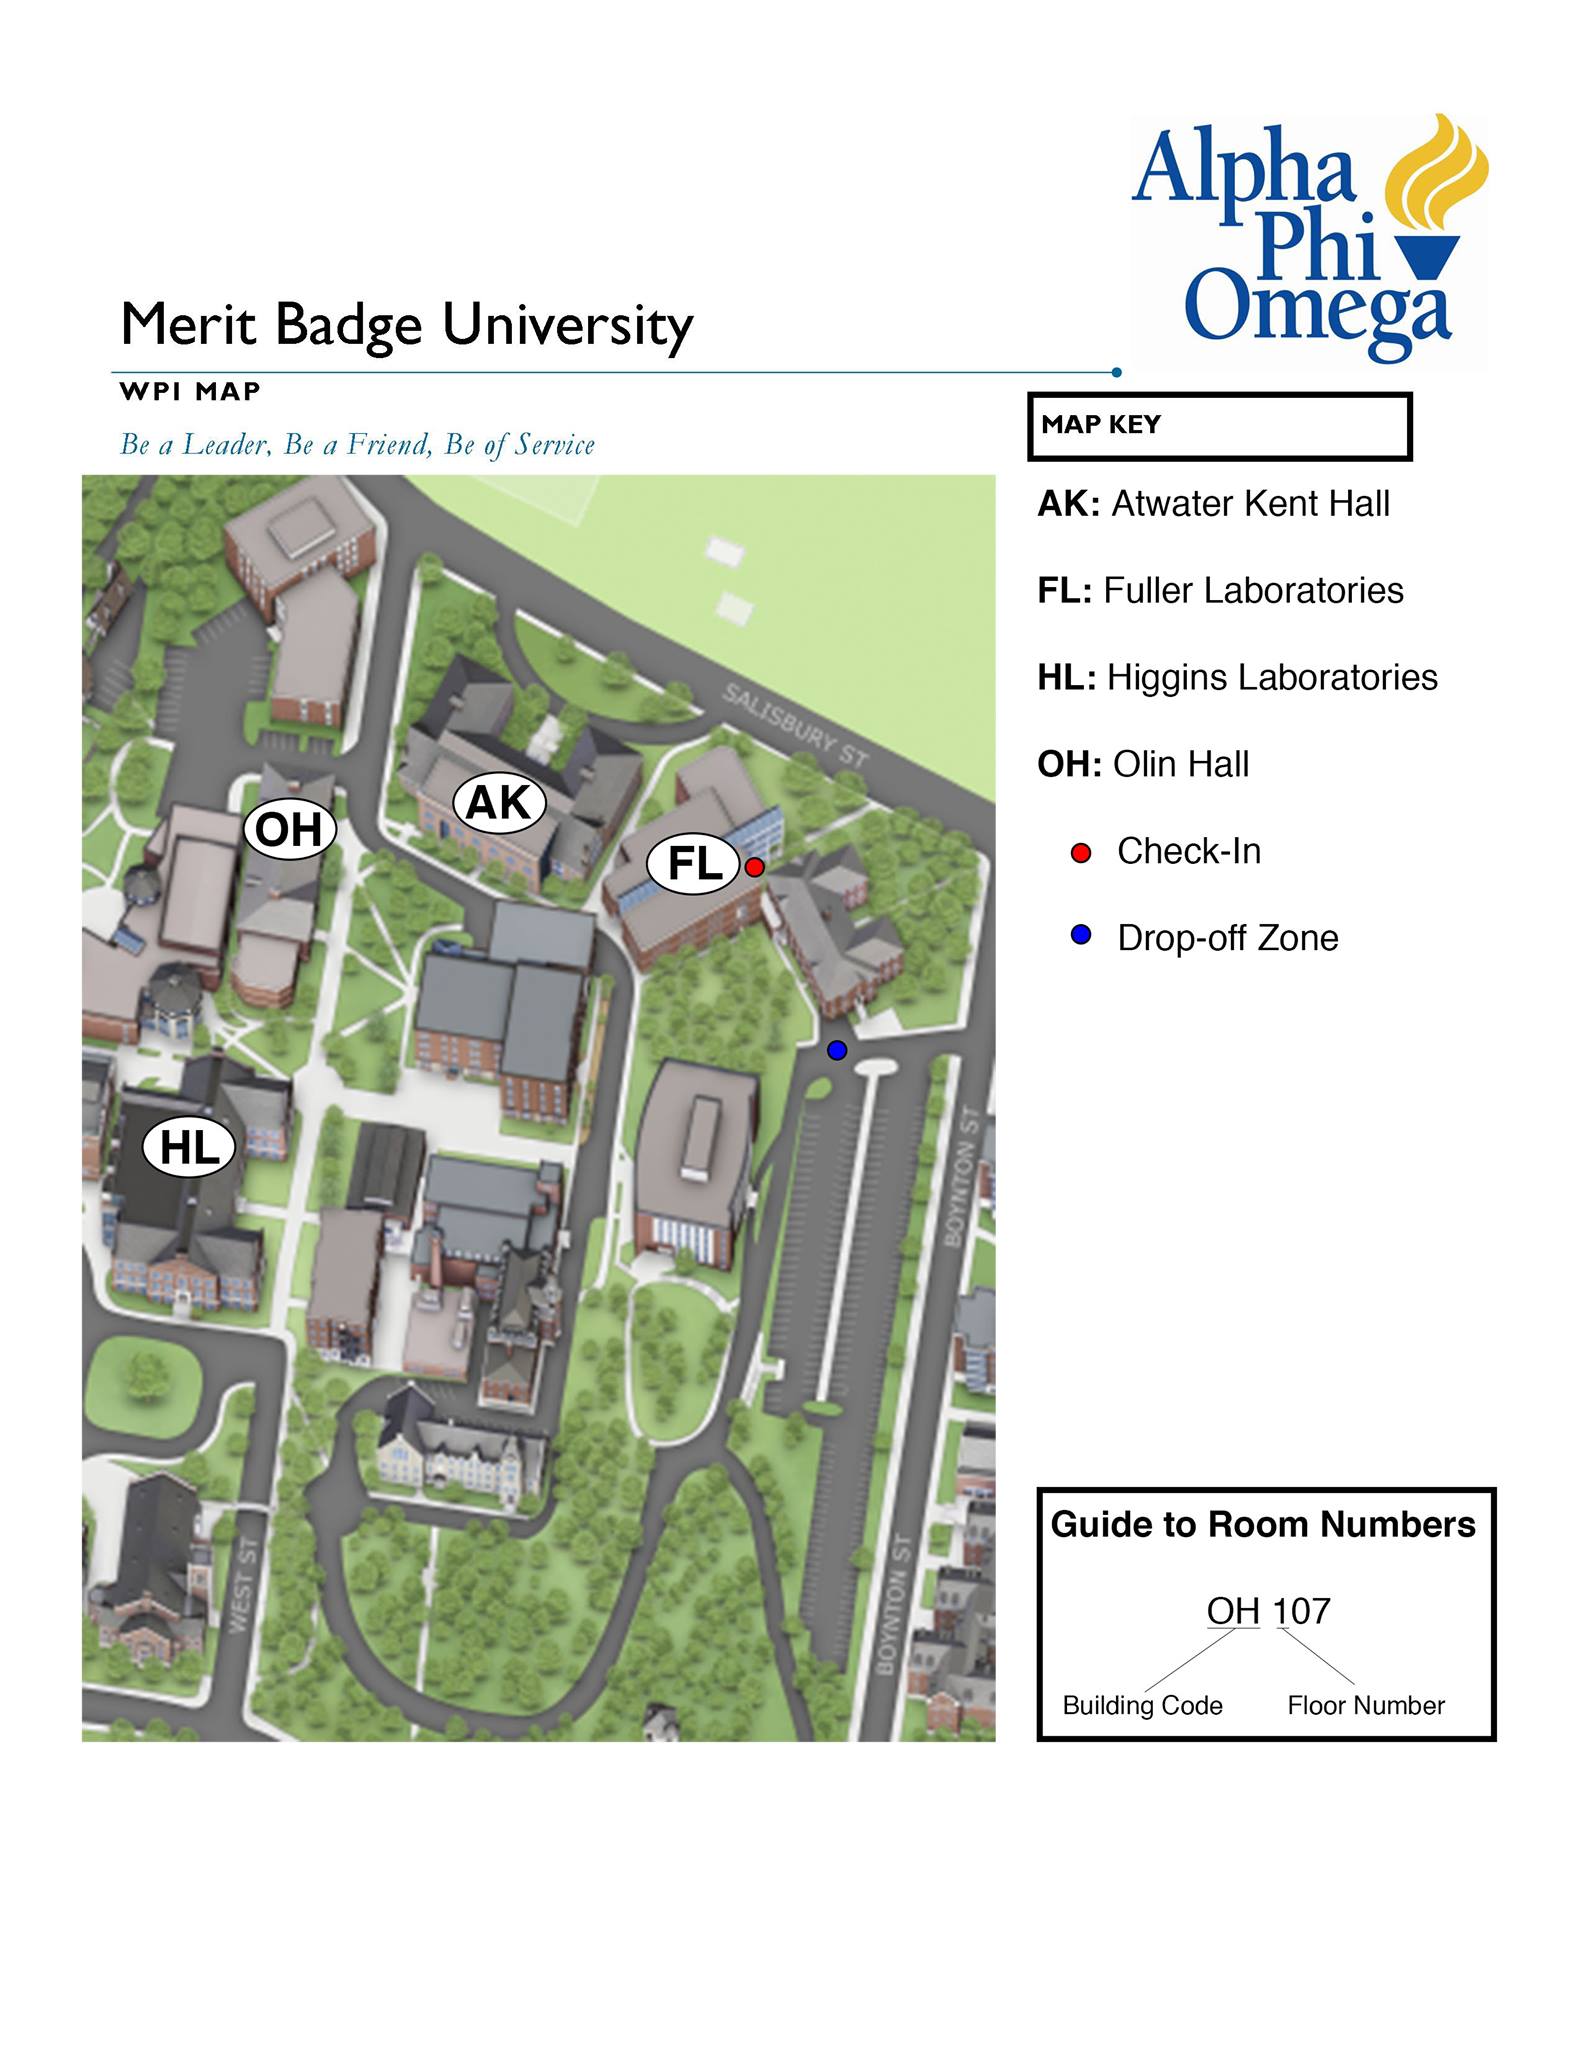 Alpha
Phi
Omega
Merit Badge University
WPI MAP
Be a Leader, Be a Friend, Be of Service
MAP KEY
AK: Atwater Kent Hall
FL: Fuller Laboratories
HL: Higgins Laboratories
OH: Olin Hall
Check-In
Drop-off Zone
SALISBURY ST
AK
OH
FL
HL
BOYNTON ST
WEST ST
BOYNTON ST
Guide to Room Numbers
OH 107
Building Code Floor Number